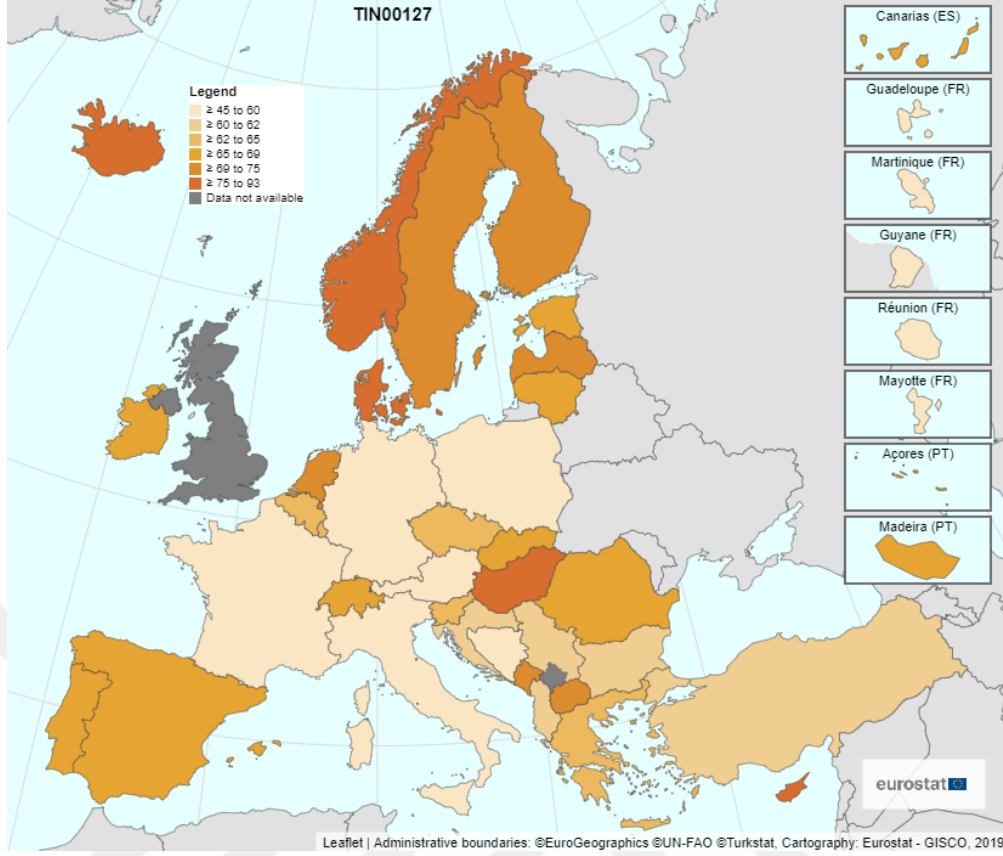 TIN00127
Legend
≥ 45 to 60
≥ 60 to 62
≥ 62 to 65
≥ 65 to 69
≥ 69 to 75
≥ 75 to 93
Data not available
Canarias (ES)
Guadeloupe (FR)
Martinique (FR)
Guyane (FR)
Réunion (FR)
Mayotte (FR)
Açores (PT)
Madeira (PT)
eurostat
Leaflet | Administrative boundaries: ©EuroGeographics ©UN-FAO ©Turkstat, Cartography: Eurostat - GISCO, 2019